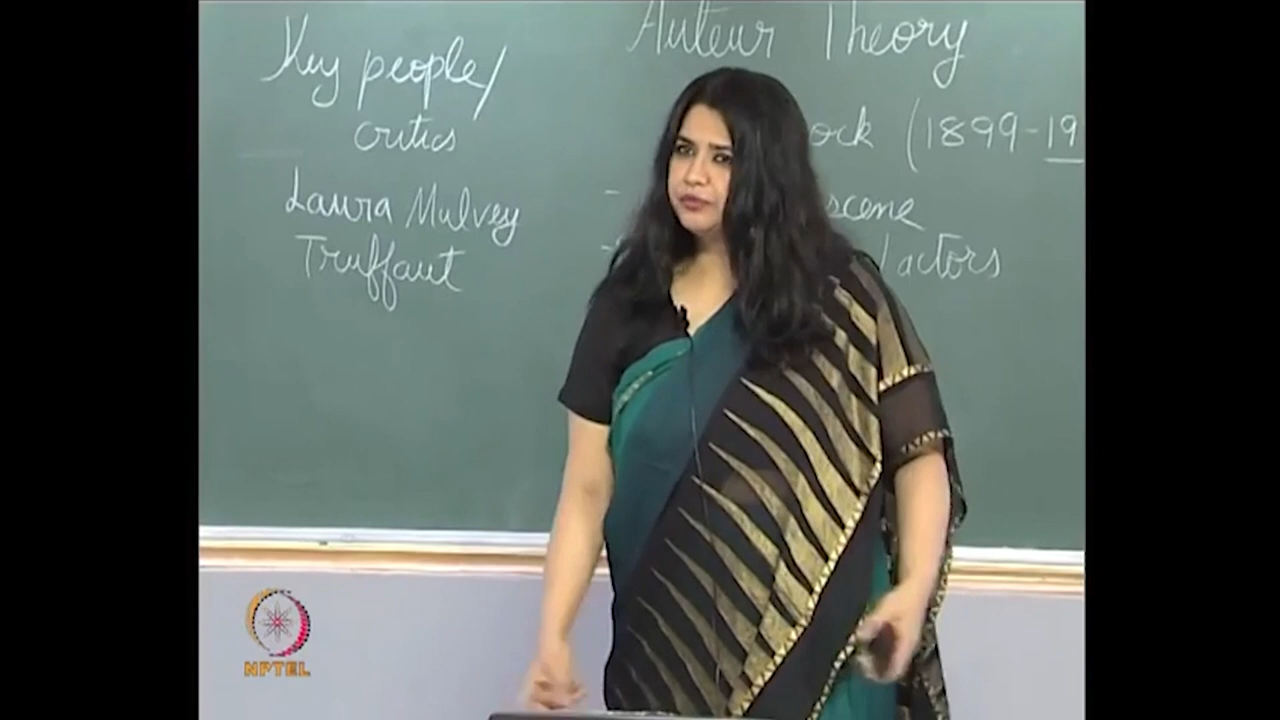 Key people/
critics
Laura Mulvey
Truffaut
Auteur Theory
ock (1899-19
scene
/actors
NPTEL